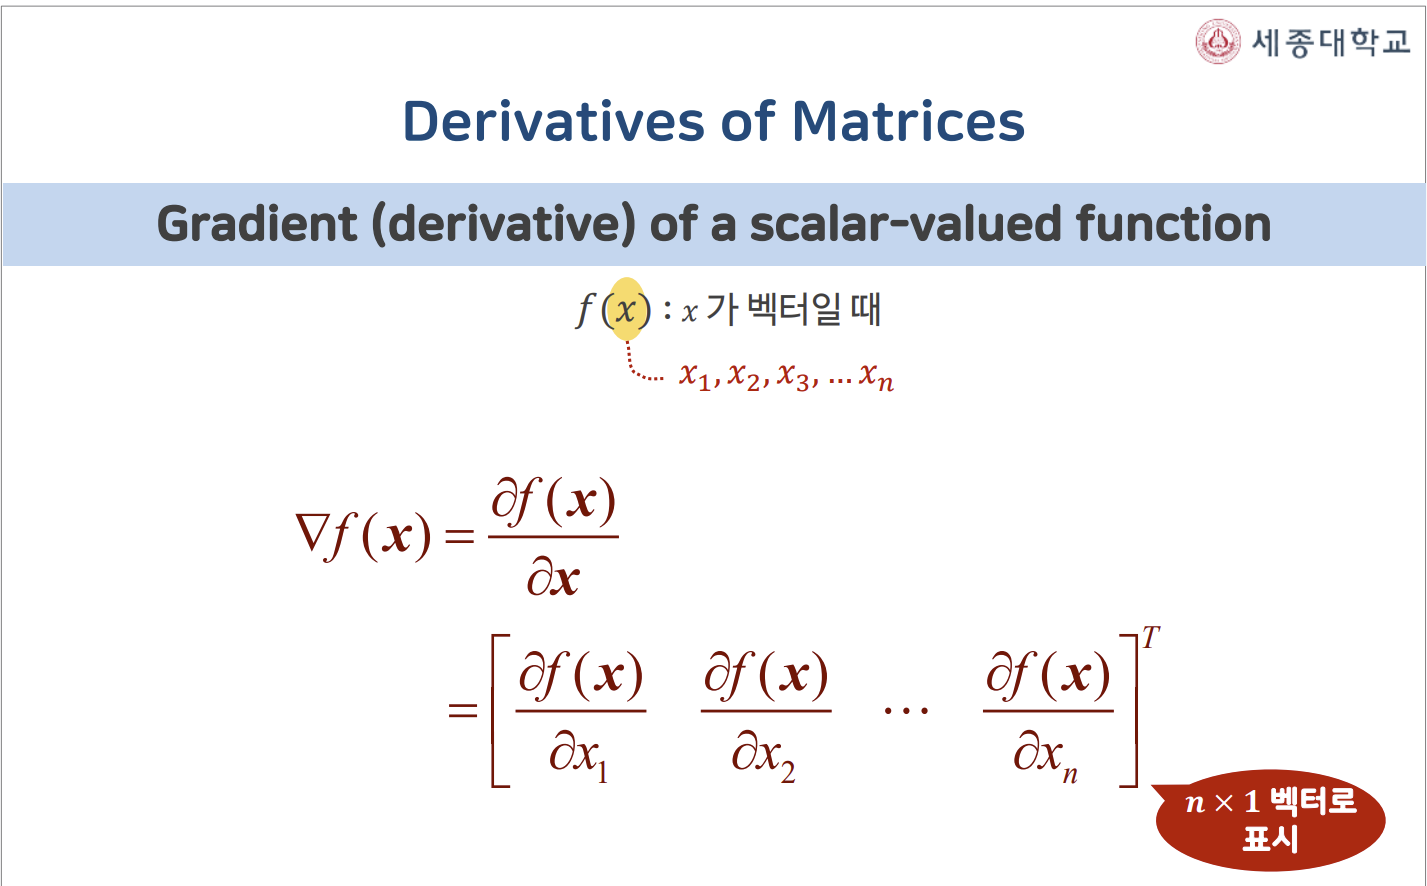 세종대학교
Derivatives of Matrices
Gradient (derivative) of a scalar-valued function
f(x) : x 가 벡터일 때
x₁, x₂, x₃, … xₙ
∇f(x) = ∂f(x)/∂x
= [∂f(x)/∂x₁ ∂f(x)/∂x₂ ⋯ ∂f(x)/∂xₙ]ᵀ
n × 1 벡터로
표시